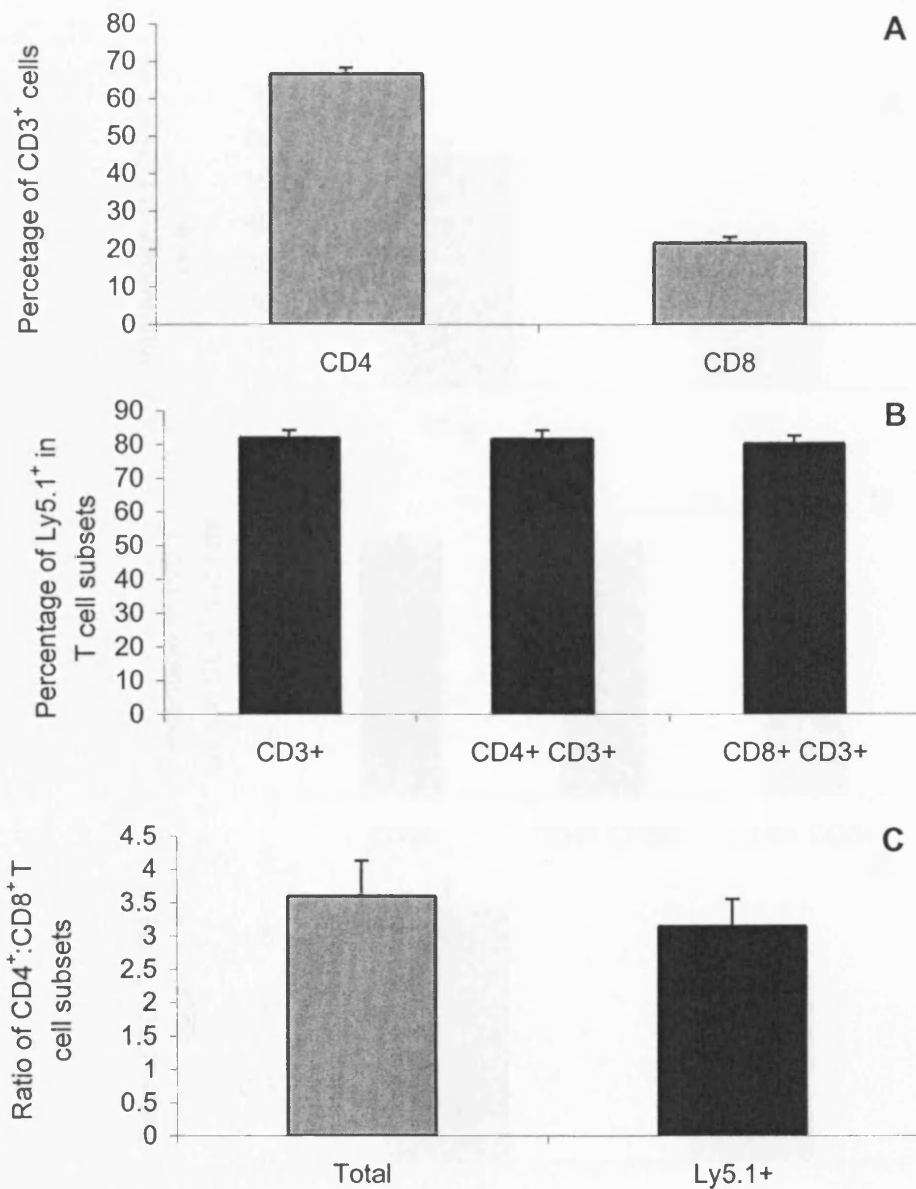 A
Percetage of CD3⁺ cells
80
70
60
50
40
30
20
10
0
CD4 CD8
B
Percentage of Ly5.1⁺ in
T cell subsets
90
80
70
60
50
40
30
20
10
0
CD3+ CD4+ CD3+ CD8+ CD3+
C
Ratio of CD4⁺:CD8⁺ T
cell subsets
4.5
4
3.5
3
2.5
2
1.5
1
0.5
0
Total Ly5.1+